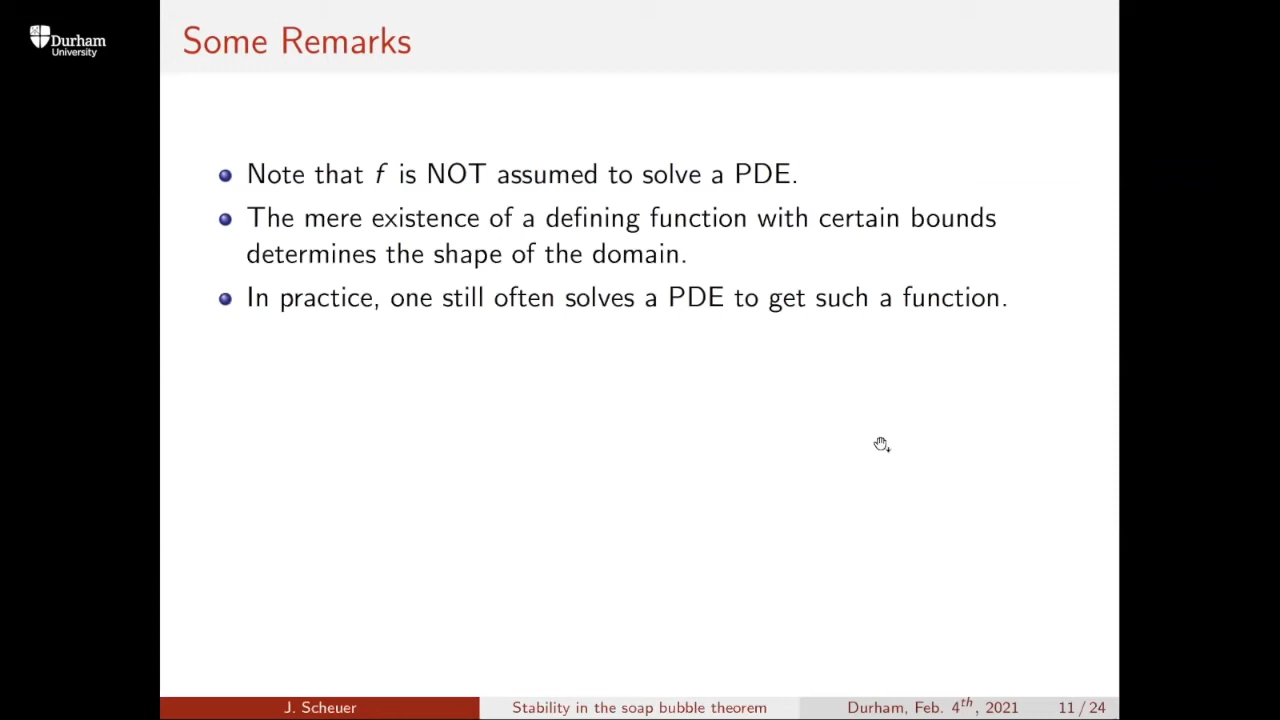 Durham
University
Some Remarks
Note that f is NOT assumed to solve a PDE.
The mere existence of a defining function with certain bounds
determines the shape of the domain.
In practice, one still often solves a PDE to get such a function.
J. Scheuer
Stability in the soap bubble theorem
Durham, Feb. 4th, 2021
11 / 24